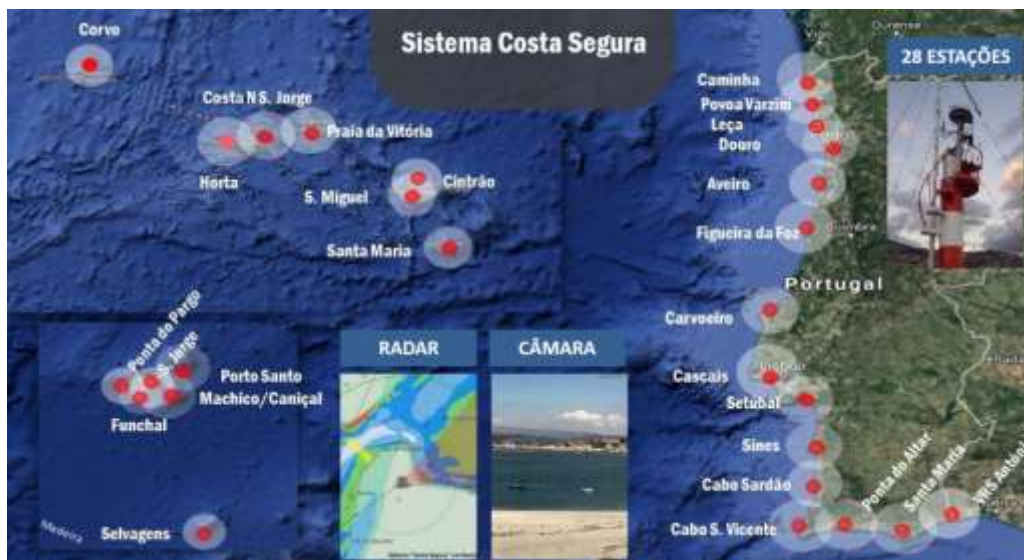 Sistema Costa Segura
28 ESTAÇÕES
Corvo
Costa N S. Jorge
Praia da Vitória
Horta
Cintrão
S. Miguel
Santa Maria
Ponta do Pargo
S. Jorge
Porto Santo
Machico/Caniçal
Funchal
Selvagens
Madeira
RADAR
CÂMARA
Caminha
Povoa Varzim
Leça
Douro
Aveiro
Figueira da Foz
Portugal
Carvoeiro
Cascais
Setubal
Sines
Cabo Sardão
Cabo S. Vicente
Ponta do Altar
Santa Maria
Ourense